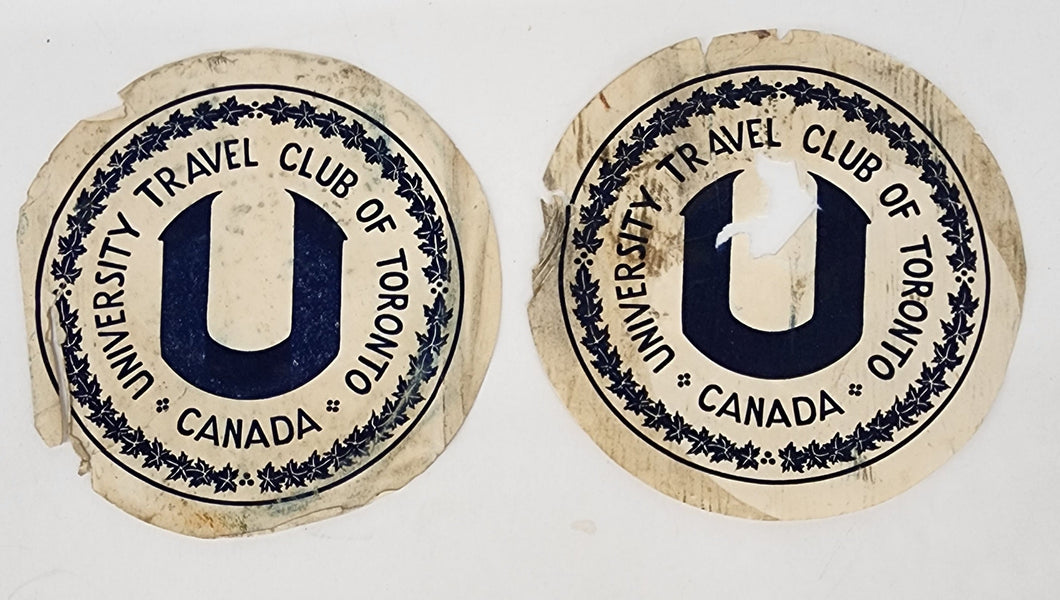 UNIVERSITY TRAVEL CLUB OF TORONTO
CANADA
U
UNIVERSITY TRAVEL CLUB OF TORONTO
CANADA
U